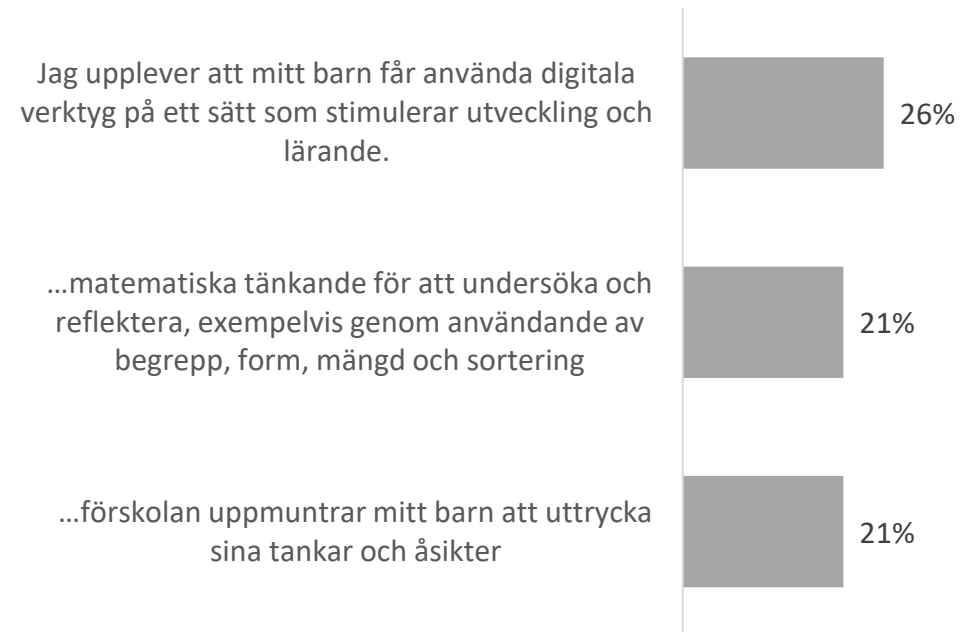 Jag upplever att mitt barn får använda digitala
verktyg på ett sätt som stimulerar utveckling och
lärande.
26%
…matematiska tänkande för att undersöka och
reflektera, exempelvis genom användande av
begrepp, form, mängd och sortering
21%
…förskolan uppmuntrar mitt barn att uttrycka
sina tankar och åsikter
21%